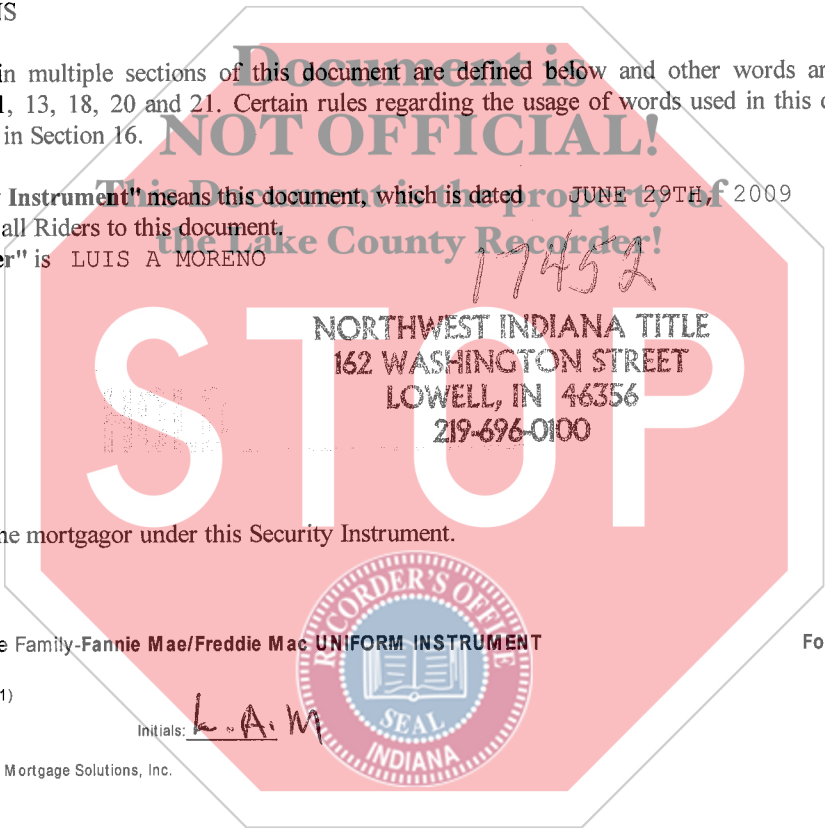 NS
Document is
in multiple sections of this document are defined below and other words ar
1, 13, 18, 20 and 21. Certain rules regarding the usage of words used in this
NOT OFFICIAL!
in Section 16.
Instrument" means this document, which is dated JUNE 29TH, 2009
This Document is the property of
all Riders to this document.
the Lake County Recorder!
er" is LUIS A MORENO
17452
STOP
NORTHWEST INDIANA TITLE
162 WASHINGTON STREET
LOWELL, IN 46356
219-696-0100
he mortgagor under this Security Instrument.
RECORDER'S OFFICE
SEAL
INDIANA
e Family-Fannie Mae/Freddie Mac UNIFORM INSTRUMENT
Fo
1)
Initials: L.A.M
Mortgage Solutions, Inc.